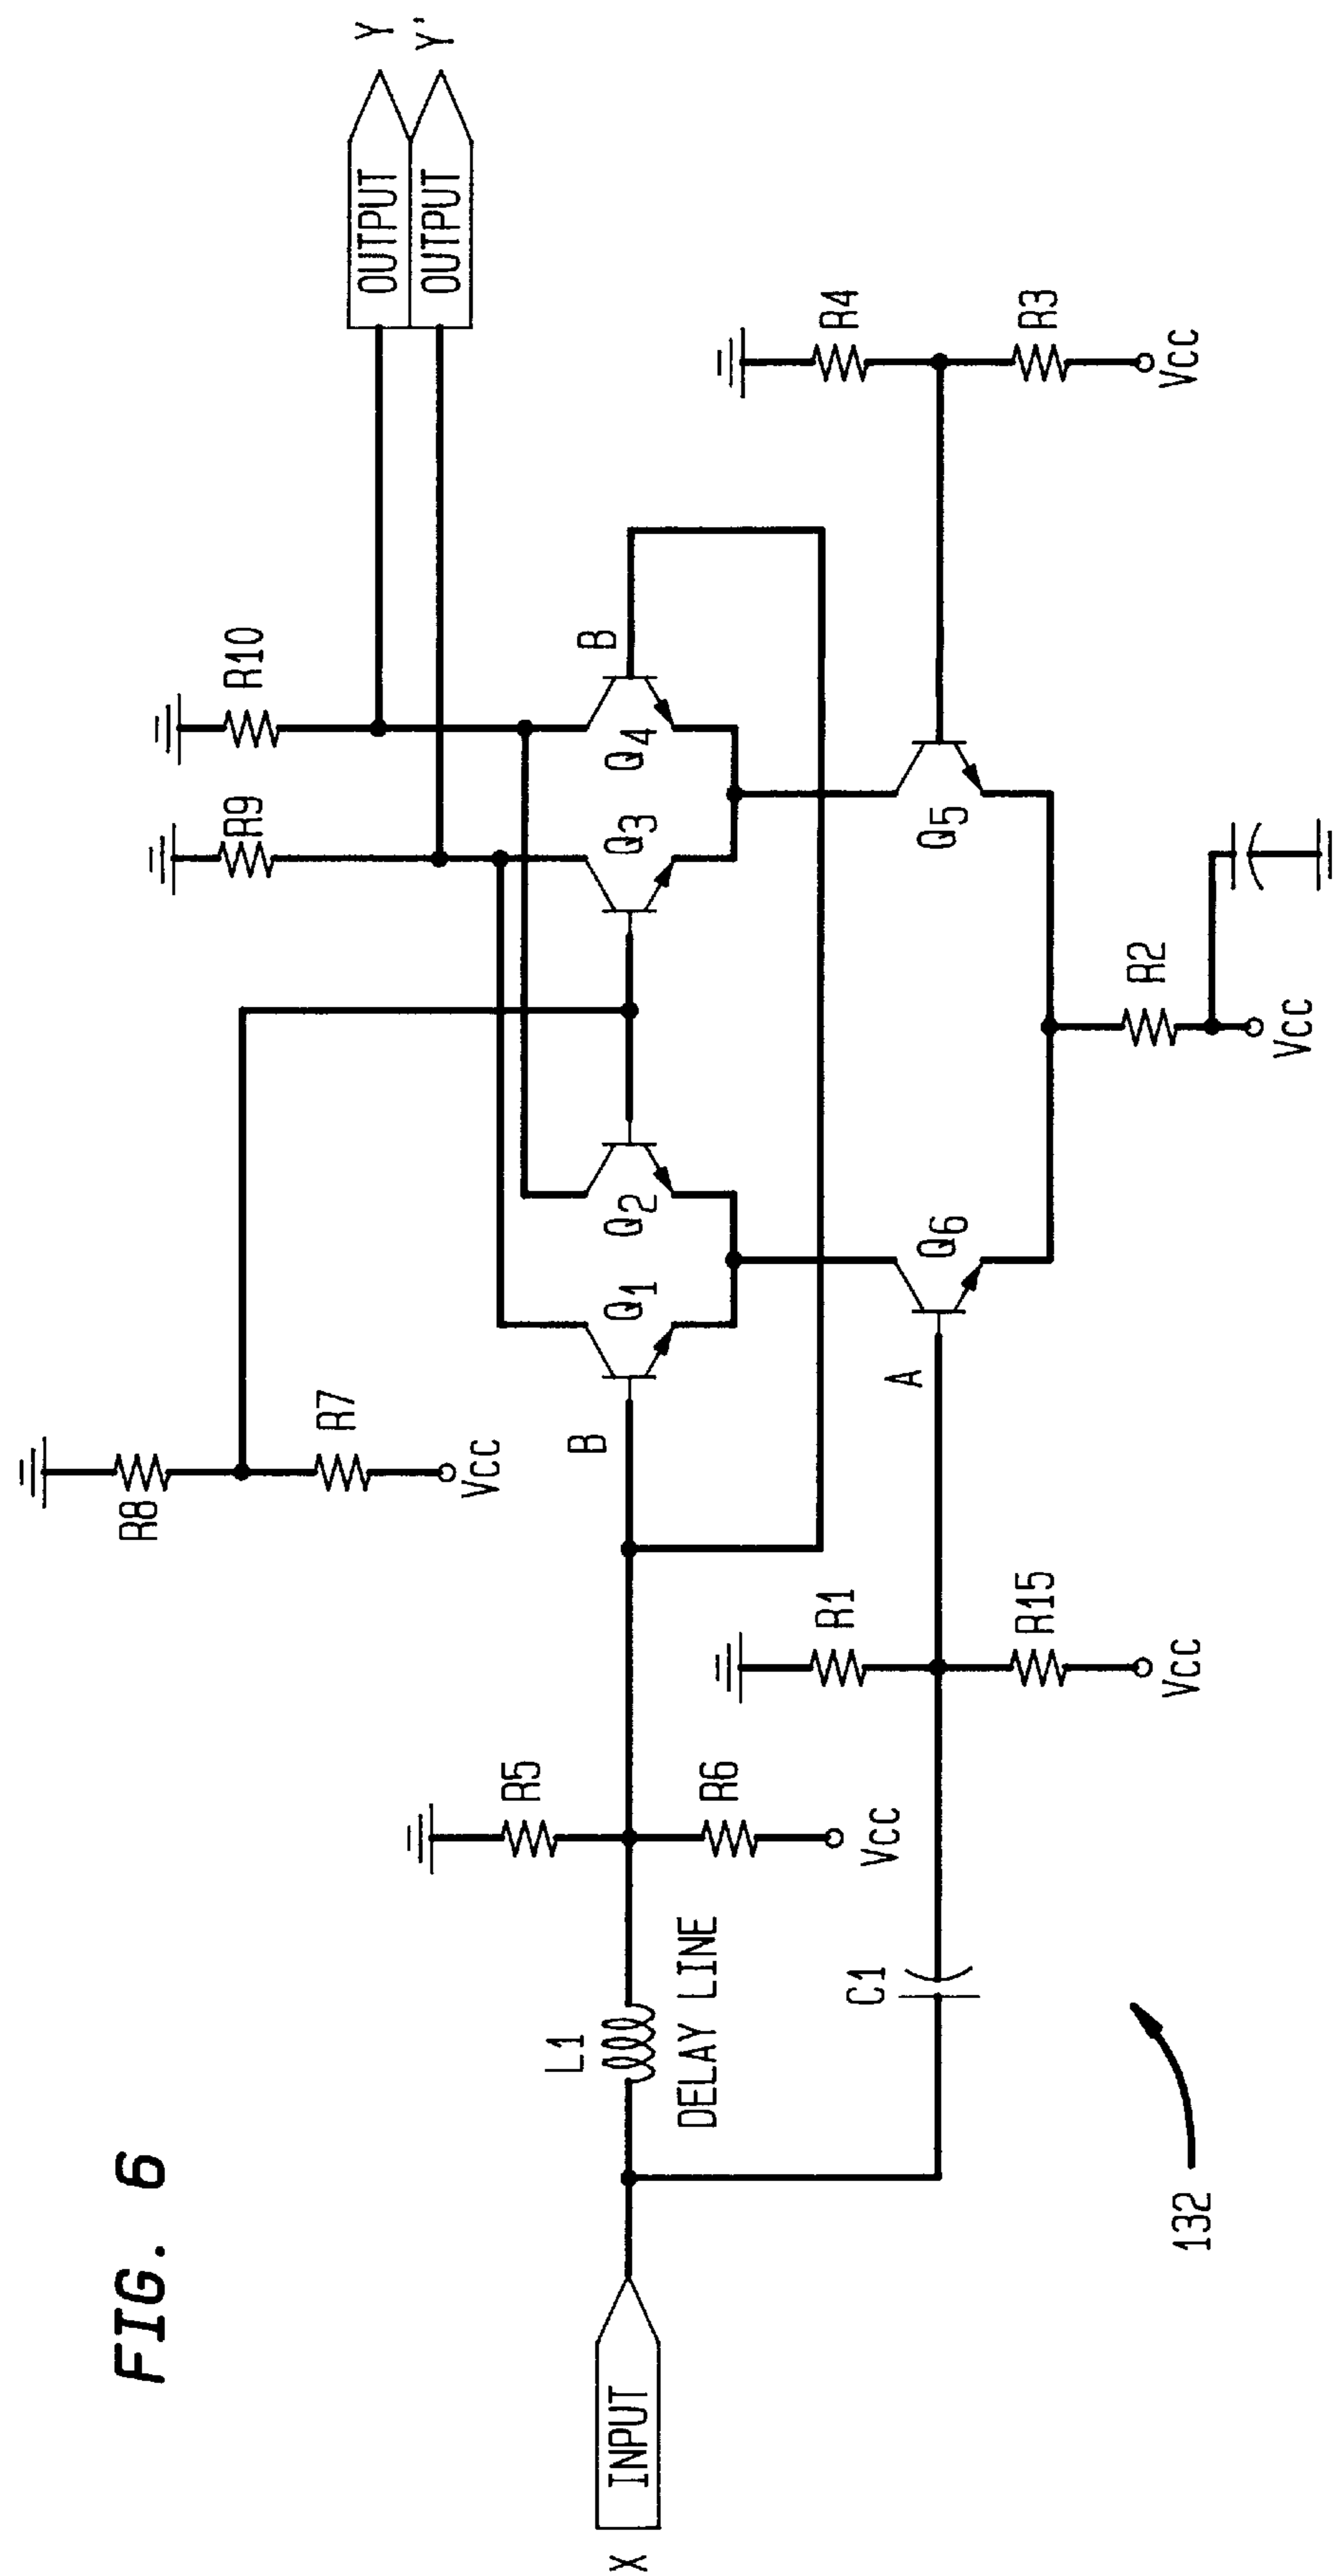 FIG. 6
Y
Y'
OUTPUT
OUTPUT
R10
R9
R8
R7
VCC
B
Q4
Q3
Q2
Q1
B
R4
R3
VCC
Q5
Q6
A
R2
VCC
R5
R6
VCC
R1
R15
VCC
L1
DELAY LINE
C1
X
INPUT
132